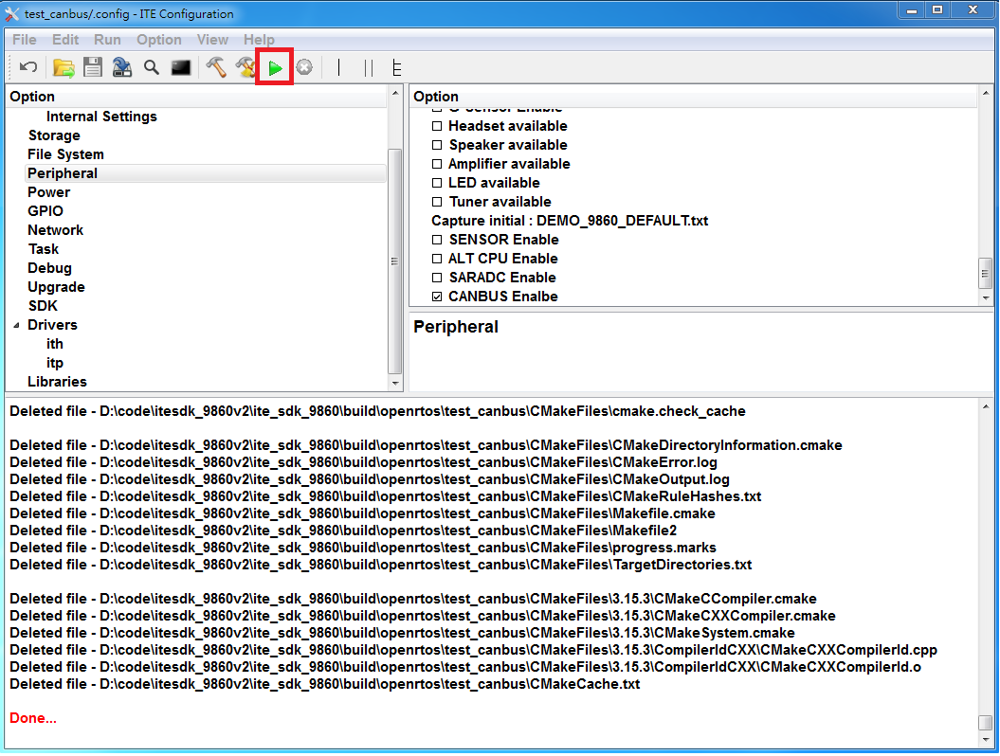 test_canbus/.config - ITE Configuration
File Edit Run Option View Help
Option
Internal Settings
Storage
File System
Peripheral
Power
GPIO
Network
Task
Debug
Upgrade
SDK
Drivers
ith
itp
Libraries
Option
G-Sensor Enable
Headset available
Speaker available
Amplifier available
LED available
Tuner available
Capture initial : DEMO_9860_DEFAULT.txt
SENSOR Enable
ALT CPU Enable
SARADC Enable
CANBUS Enalbe
Peripheral
Deleted file - D:\code\itesdk_9860v2\ite_sdk_9860\build\openrtos\test_canbus\CMakeFiles\cmake.check_cache
Deleted file - D:\code\itesdk_9860v2\ite_sdk_9860\build\openrtos\test_canbus\CMakeFiles\CMakeDirectoryInformation.cmake
Deleted file - D:\code\itesdk_9860v2\ite_sdk_9860\build\openrtos\test_canbus\CMakeFiles\CMakeError.log
Deleted file - D:\code\itesdk_9860v2\ite_sdk_9860\build\openrtos\test_canbus\CMakeFiles\CMakeOutput.log
Deleted file - D:\code\itesdk_9860v2\ite_sdk_9860\build\openrtos\test_canbus\CMakeFiles\CMakeRuleHashes.txt
Deleted file - D:\code\itesdk_9860v2\ite_sdk_9860\build\openrtos\test_canbus\CMakeFiles\Makefile.cmake
Deleted file - D:\code\itesdk_9860v2\ite_sdk_9860\build\openrtos\test_canbus\CMakeFiles\Makefile2
Deleted file - D:\code\itesdk_9860v2\ite_sdk_9860\build\openrtos\test_canbus\CMakeFiles\progress.marks
Deleted file - D:\code\itesdk_9860v2\ite_sdk_9860\build\openrtos\test_canbus\CMakeFiles\TargetDirectories.txt
Deleted file - D:\code\itesdk_9860v2\ite_sdk_9860\build\openrtos\test_canbus\CMakeFiles\3.15.3\CMakeCCompiler.cmake
Deleted file - D:\code\itesdk_9860v2\ite_sdk_9860\build\openrtos\test_canbus\CMakeFiles\3.15.3\CMakeCXXCompiler.cmake
Deleted file - D:\code\itesdk_9860v2\ite_sdk_9860\build\openrtos\test_canbus\CMakeFiles\3.15.3\CMakeSystem.cmake
Deleted file - D:\code\itesdk_9860v2\ite_sdk_9860\build\openrtos\test_canbus\CMakeFiles\3.15.3\CompilerIdCXX\CMakeCXXCompilerId.cpp
Deleted file - D:\code\itesdk_9860v2\ite_sdk_9860\build\openrtos\test_canbus\CMakeFiles\3.15.3\CompilerIdCXX\CMakeCXXCompilerId.o
Deleted file - D:\code\itesdk_9860v2\ite_sdk_9860\build\openrtos\test_canbus\CMakeCache.txt
Done...